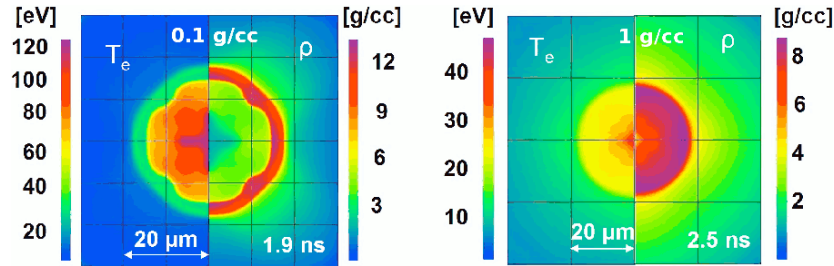 [eV] 0.1 g/cc [g/cc]
120 Te ρ
100 12
80 9
60 6
40 3
20
20 μm 1.9 ns
[eV] 1 g/cc [g/cc]
Te ρ 8
40
30 6
20 4
10 2
20 μm 2.5 ns